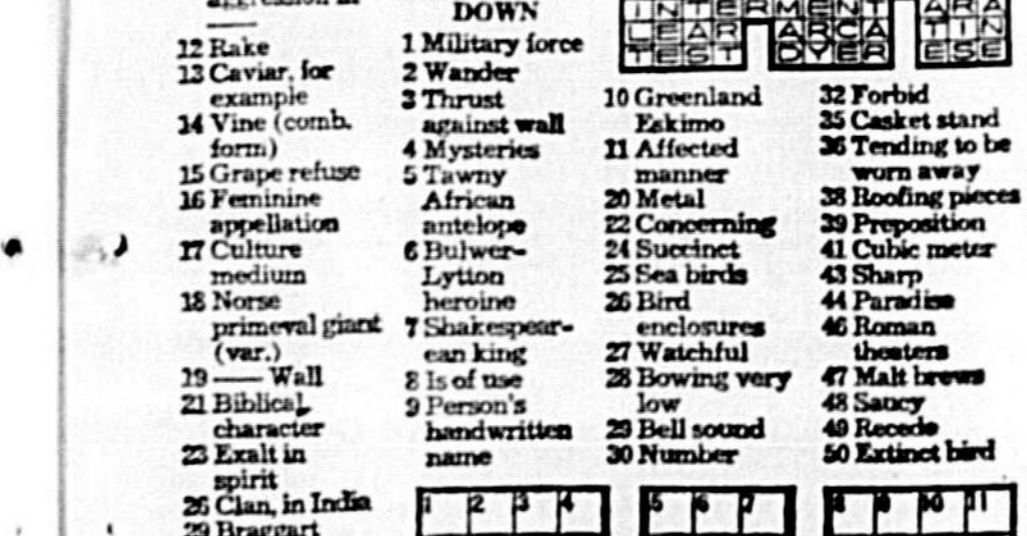 aggression in
12 Rake
13 Caviar, for
example
14 Vine (comb.
form)
15 Grape refuse
16 Feminine
appellation
17 Culture
medium
18 Norse
primeval giant
(var.)
19 —— Wall
21 Biblical
character
23 Exalt in
spirit
26 Clan, in India
29 Braggart
DOWN
1 Military force
2 Wander
3 Thrust
against wall
4 Mysteries
5 Tawny
African
antelope
6 Bulwer-
Lytton
heroine
7 Shakespear-
ean king
8 Is of use
9 Person's
handwritten
name
INTERMENT ARA
LEAR ARCA TIN
TEST DYER ESE
10 Greenland
Eskimo
11 Affected
manner
20 Metal
22 Concerning
24 Succinct
25 Sea birds
26 Bird
enclosures
27 Watchful
28 Bowing very
low
29 Bell sound
30 Number
32 Forbid
35 Casket stand
36 Tending to be
worn away
38 Roofing pieces
39 Preposition
41 Cubic meter
43 Sharp
44 Paradise
46 Roman
theaters
47 Malt brews
48 Saucy
49 Recede
50 Extinct bird
1 2 3 4 5 6 7 8 9 10 11